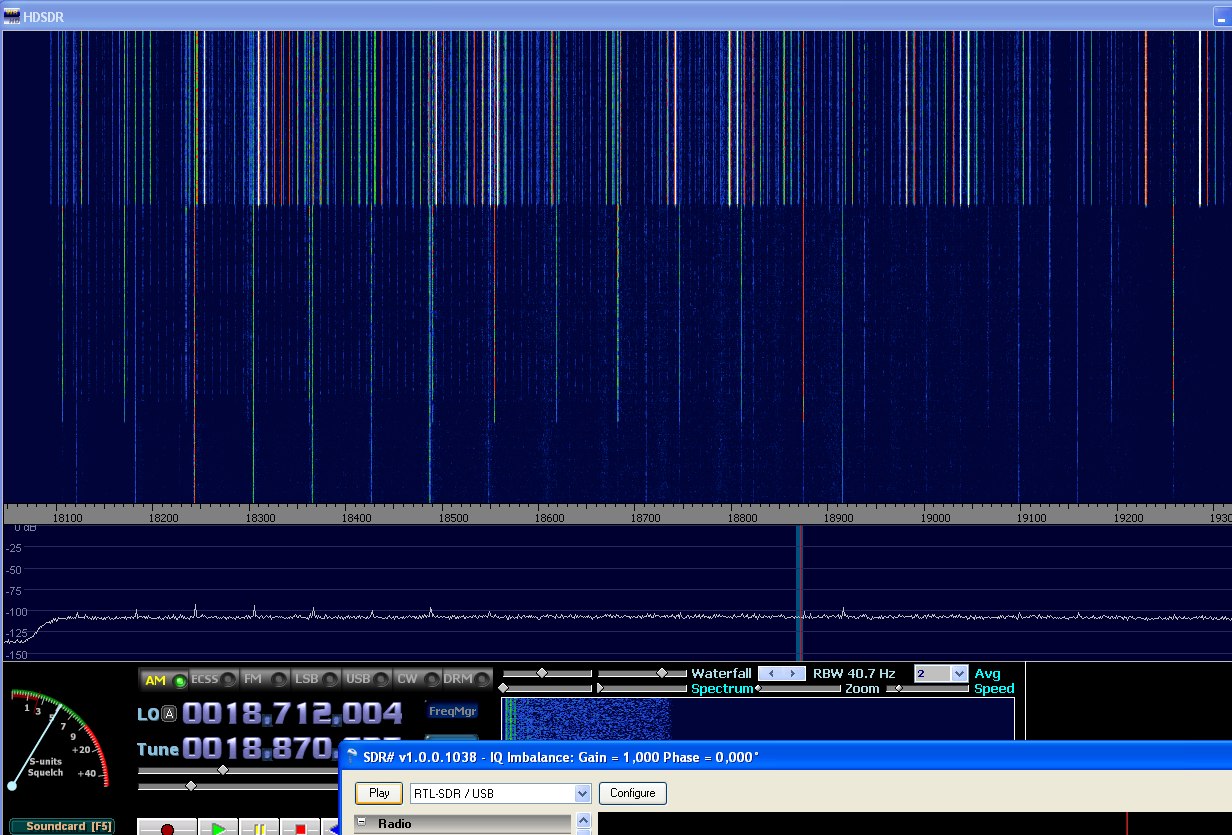 HDSDR
18100 18200 18300 18400 18500 18600 18700 18800 18900 19000 19100 19200 1930
0 dB
-25
-50
-75
-100
-125
-150
AM ECSS FM LSB USB CW DRM
Waterfall RBW 40.7 Hz 2 Avg
Spectrum Zoom Speed
LO A 0018.712.004 FreqMgr
Tune 0018.870.
1 3 5 7 9 +20 +40
S-units
Squelch
SDR# v1.0.0.1038 - IQ Imbalance: Gain = 1,000 Phase = 0,000°
Play RTL-SDR / USB Configure
Radio
Soundcard [F5]